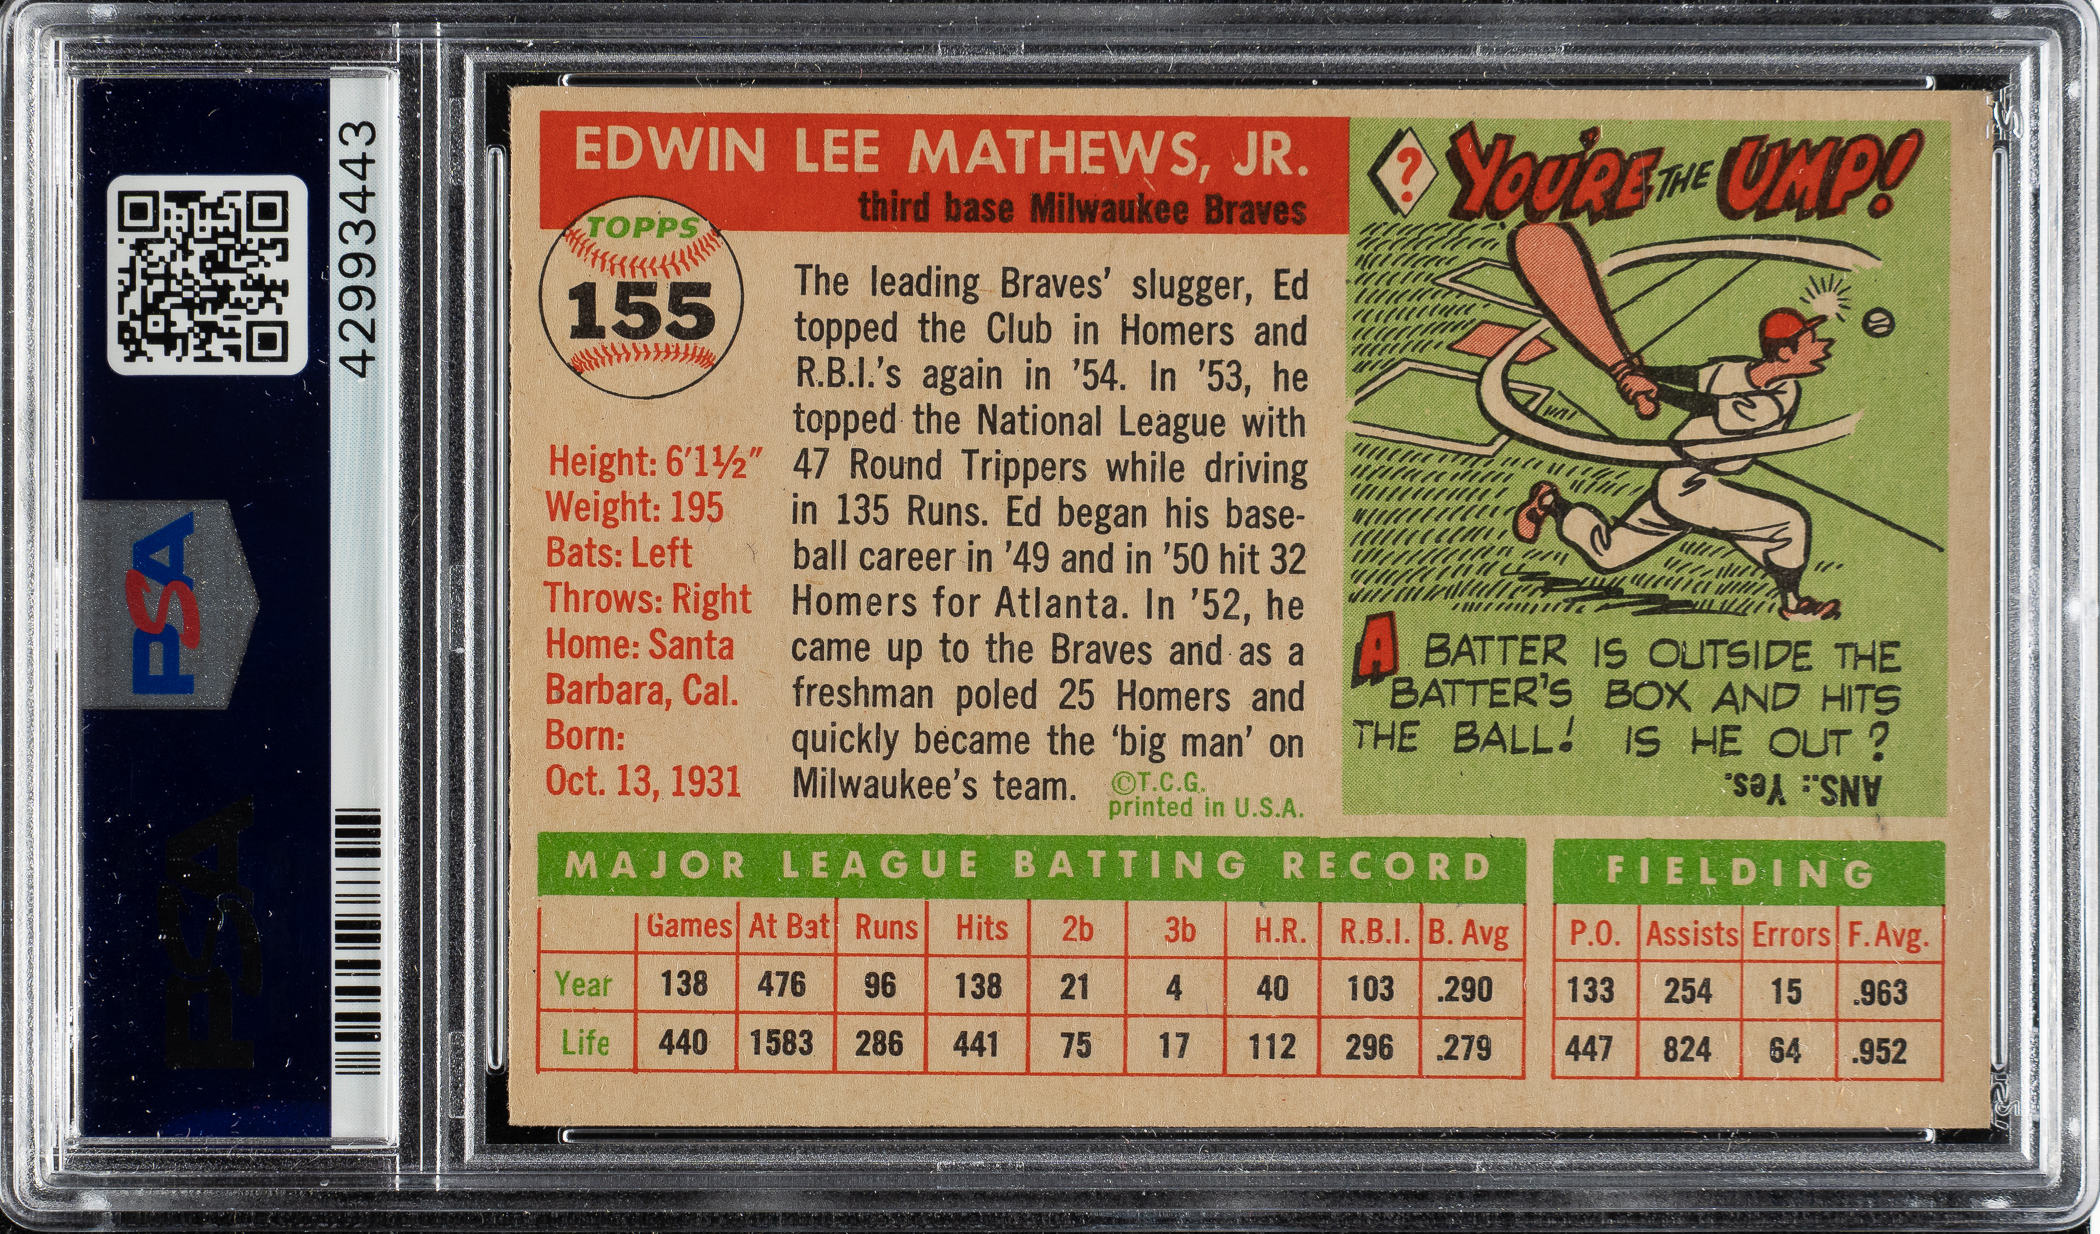 42993443
PSA
PSA
EDWIN LEE MATHEWS, JR.
third base Milwaukee Braves
TOPPS
155
Height: 6'1½"
Weight: 195
Bats: Left
Throws: Right
Home: Santa
Barbara, Cal.
Born:
Oct. 13, 1931
The leading Braves' slugger, Ed
topped the Club in Homers and
R.B.I.'s again in '54. In '53, he
topped the National League with
47 Round Trippers while driving
in 135 Runs. Ed began his base-
ball career in '49 and in '50 hit 32
Homers for Atlanta. In '52, he
came up to the Braves and as a
freshman poled 25 Homers and
quickly became the 'big man' on
Milwaukee's team.
©T.C.G.
printed in U.S.A.
? YOU'RE THE UMP!
A BATTER IS OUTSIDE THE
BATTER'S BOX AND HITS
THE BALL! IS HE OUT?
ANS.: Yes.
MAJOR LEAGUE BATTING RECORD
Games At Bat Runs Hits 2b 3b H.R. R.B.I. B. Avg
Year 138 476 96 138 21 4 40 103 .290
Life 440 1583 286 441 75 17 112 296 .279
FIELDING
P.O. Assists Errors F. Avg.
133 254 15 .963
447 824 64 .952